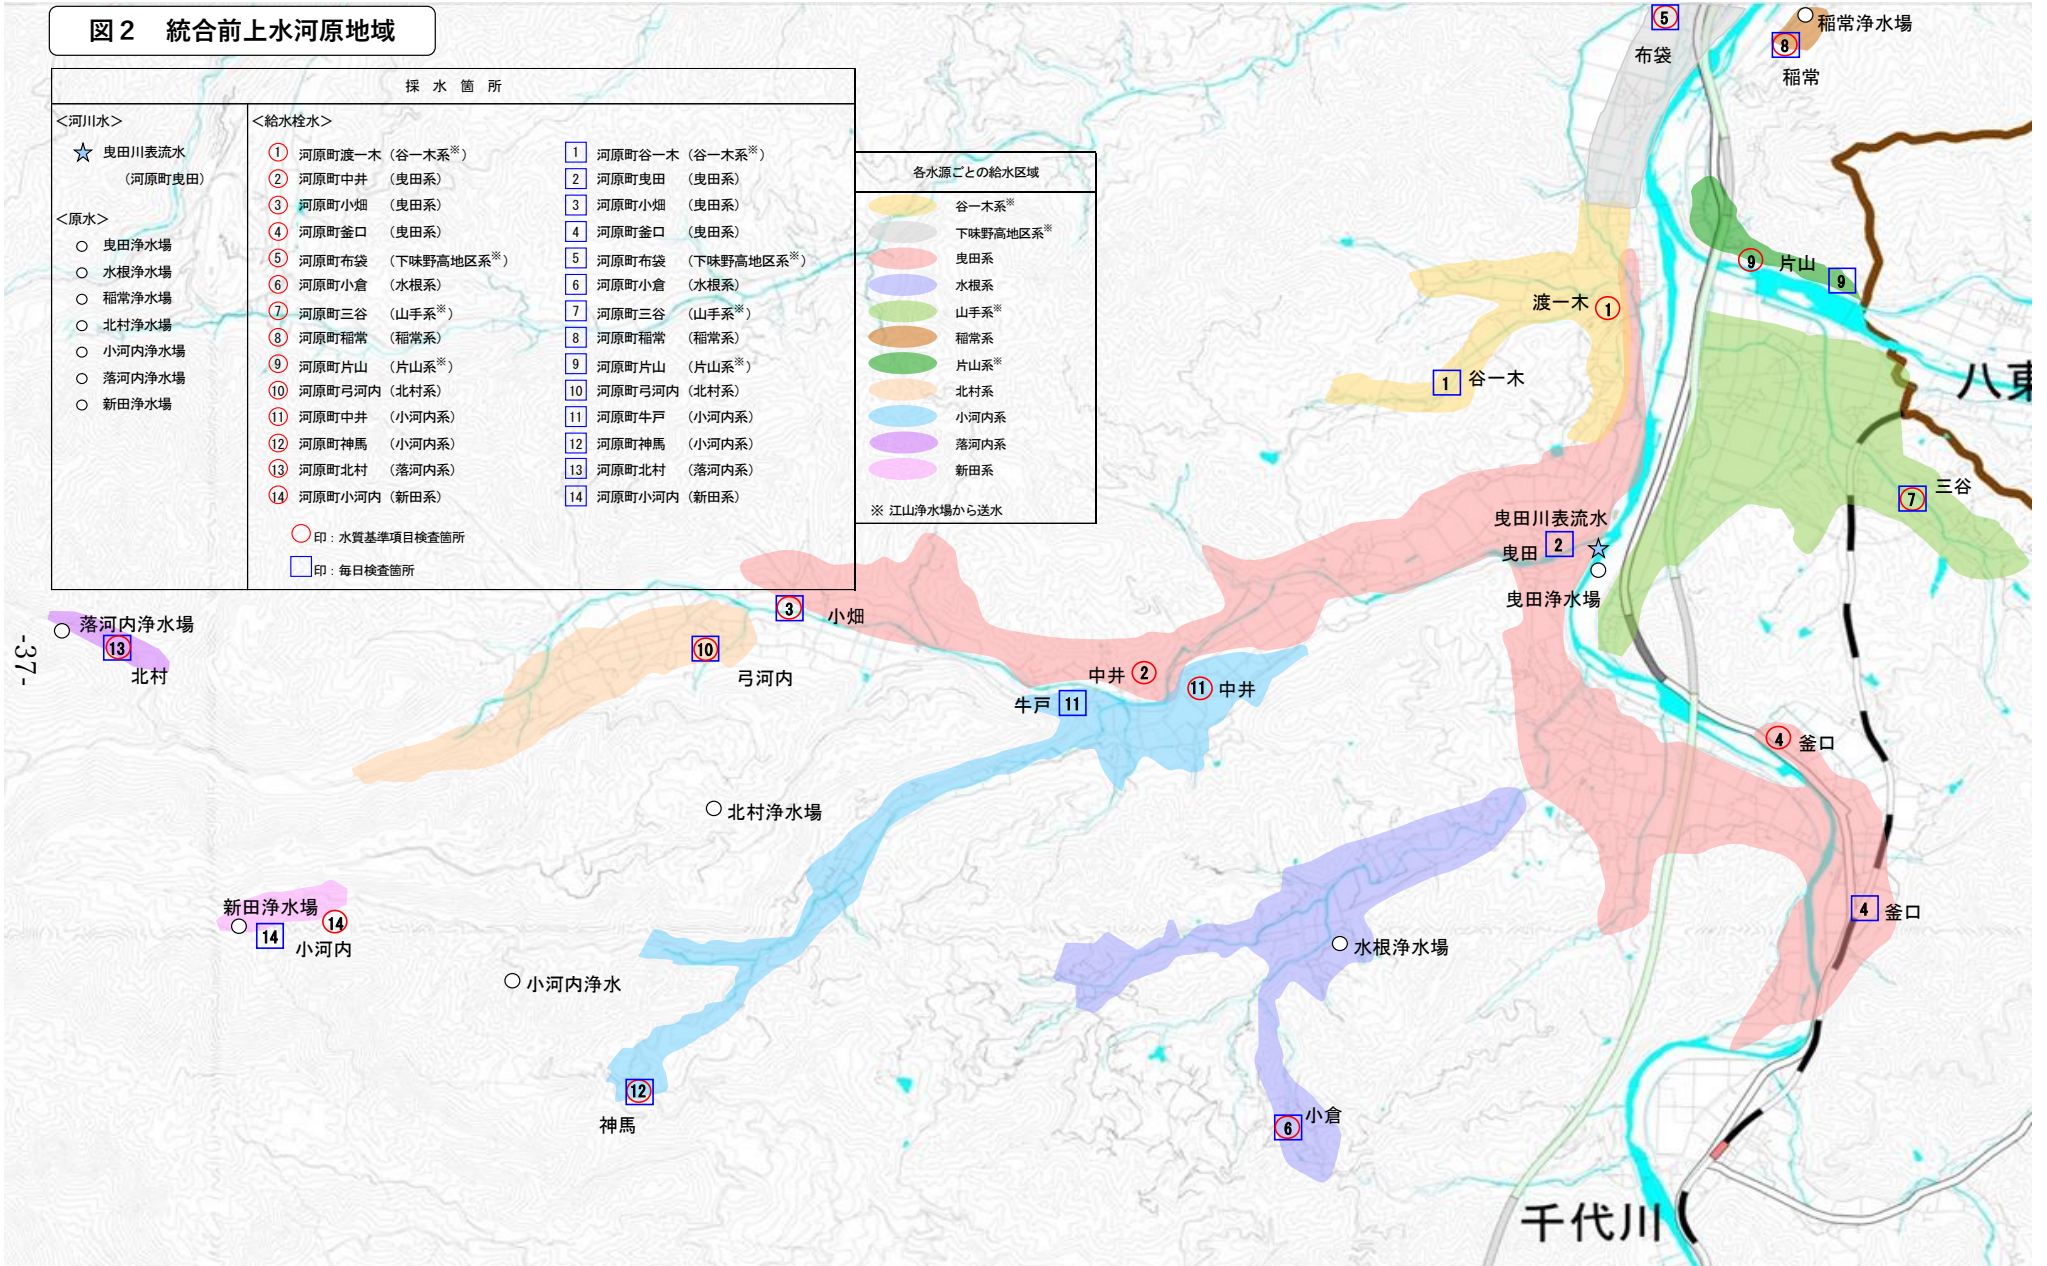 図２　統合前上水河原地域
採 水 箇 所
＜河川水＞
曳田川表流水
（河原町曳田）
＜原水＞
曳田浄水場
水根浄水場
稲常浄水場
北村浄水場
小河内浄水場
落河内浄水場
新田浄水場
＜給水栓水＞
1 河原町渡一木（谷一木系※）
2 河原町中井 （曳田系）
3 河原町小畑 （曳田系）
4 河原町釜口 （曳田系）
5 河原町布袋 （下味野高地区系※）
6 河原町小倉 （水根系）
7 河原町三谷 （山手系※）
8 河原町稲常 （稲常系）
9 河原町片山 （片山系※）
10 河原町弓河内（北村系）
11 河原町中井 （小河内系）
12 河原町神馬 （小河内系）
13 河原町北村 （落河内系）
14 河原町小河内（新田系）
1 河原町谷一木（谷一木系※）
2 河原町曳田 （曳田系）
3 河原町小畑 （曳田系）
4 河原町釜口 （曳田系）
5 河原町布袋 （下味野高地区系※）
6 河原町小倉 （水根系）
7 河原町三谷 （山手系※）
8 河原町稲常 （稲常系）
9 河原町片山 （片山系※）
10 河原町弓河内（北村系）
11 河原町牛戸 （小河内系）
12 河原町神馬 （小河内系）
13 河原町北村 （落河内系）
14 河原町小河内（新田系）
印：水質基準項目検査箇所
印：毎日検査箇所
各水源ごとの給水区域
谷一木系※
下味野高地区系※
曳田系
水根系
山手系※
稲常系
片山系※
北村系
小河内系
落河内系
新田系
※ 江山浄水場から送水
5
布袋
稲常浄水場
8
稲常
9 片山 9
渡一木 1
1 谷一木
八東
7 三谷
曳田川表流水
曳田 2
曳田浄水場
3 小畑
落河内浄水場
13
北村
10
弓河内
中井 2
11 中井
牛戸 11
4 釜口
北村浄水場
新田浄水場
14
14
小河内
4 釜口
小河内浄水
水根浄水場
12
神馬
6 小倉
千代川
-37-